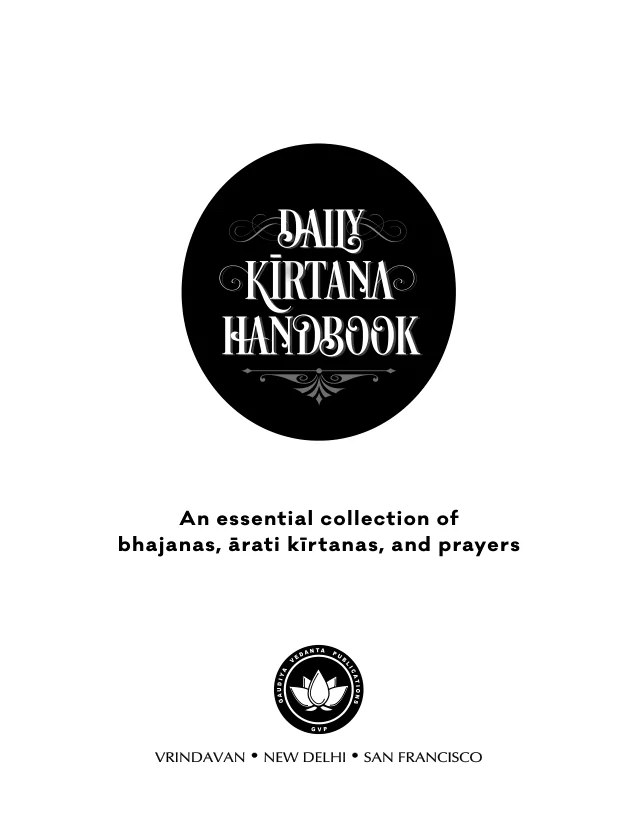 DAILY
KĪRTANA
HANDBOOK
An essential collection of
bhajanas, ārati kīrtanas, and prayers
GAUDIYA VEDANTA PUBLICATIONS
GVP
VRINDAVAN • NEW DELHI • SAN FRANCISCO